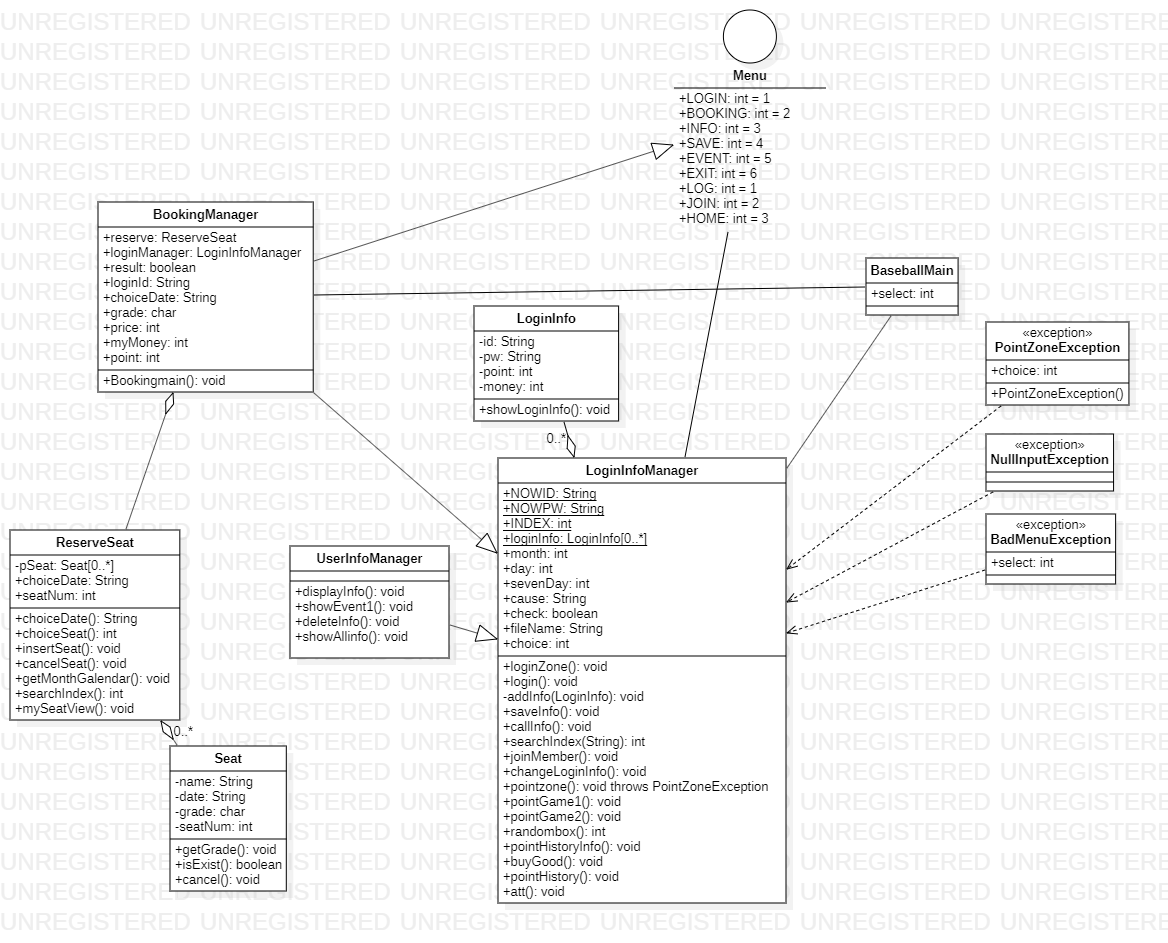 Menu
+LOGIN: int = 1
+BOOKING: int = 2
+INFO: int = 3
+SAVE: int = 4
+EVENT: int = 5
+EXIT: int = 6
+LOG: int = 1
+JOIN: int = 2
+HOME: int = 3
BookingManager
+reserve: ReserveSeat
+loginManager: LoginInfoManager
+result: boolean
+loginId: String
+choiceDate: String
+grade: char
+price: int
+myMoney: int
+point: int
+Bookingmain(): void
BaseballMain
+select: int
LoginInfo
-id: String
-pw: String
-point: int
-money: int
+showLoginInfo(): void
0..*
«exception»
PointZoneException
+choice: int
+PointZoneException()
«exception»
NullInputException
«exception»
BadMenuException
+select: int
LoginInfoManager
+NOWID: String
+NOWPW: String
+INDEX: int
+loginInfo: LoginInfo[0..*]
+month: int
+day: int
+sevenDay: int
+cause: String
+check: boolean
+fileName: String
+choice: int
+loginZone(): void
+login(): void
-addInfo(LoginInfo): void
+saveInfo(): void
+callInfo(): void
+searchIndex(String): int
+joinMember(): void
+changeLoginInfo(): void
+pointzone(): void throws PointZoneException
+pointGame1(): void
+pointGame2(): void
+randombox(): int
+pointHistoryInfo(): void
+buyGood(): void
+pointHistory(): void
+att(): void
ReserveSeat
-pSeat: Seat[0..*]
+choiceDate: String
+seatNum: int
+choiceDate(): String
+choiceSeat(): int
+insertSeat(): void
+cancelSeat(): void
+getMonthGalendar(): void
+searchIndex(): int
+mySeatView(): void
UserInfoManager
+displayInfo(): void
+showEvent1(): void
+deleteInfo(): void
+showAllinfo(): void
0..*
Seat
-name: String
-date: String
-grade: char
-seatNum: int
+getGrade(): void
+isExist(): boolean
+cancel(): void